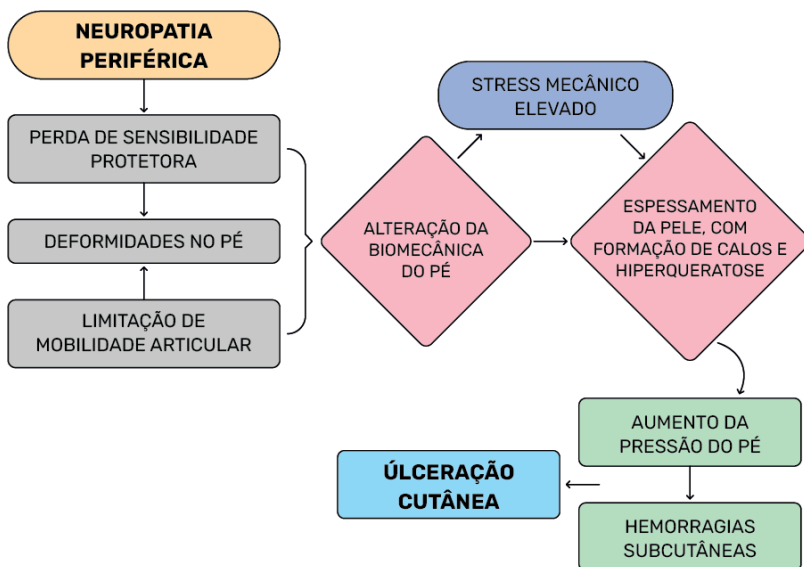 NEUROPATIA
PERIFÉRICA
PERDA DE SENSIBILIDADE
PROTETORA
DEFORMIDADES NO PÉ
LIMITAÇÃO DE
MOBILIDADE ARTICULAR
ALTERAÇÃO DA
BIOMECÂNICA
DO PÉ
STRESS MECÂNICO
ELEVADO
ESPESSAMENTO
DA PELE, COM
FORMAÇÃO DE CALOS E
HIPERQUERATOSE
AUMENTO DA
PRESSÃO DO PÉ
HEMORRAGIAS
SUBCUTÂNEAS
ÚLCERAÇÃO
CUTÂNEA